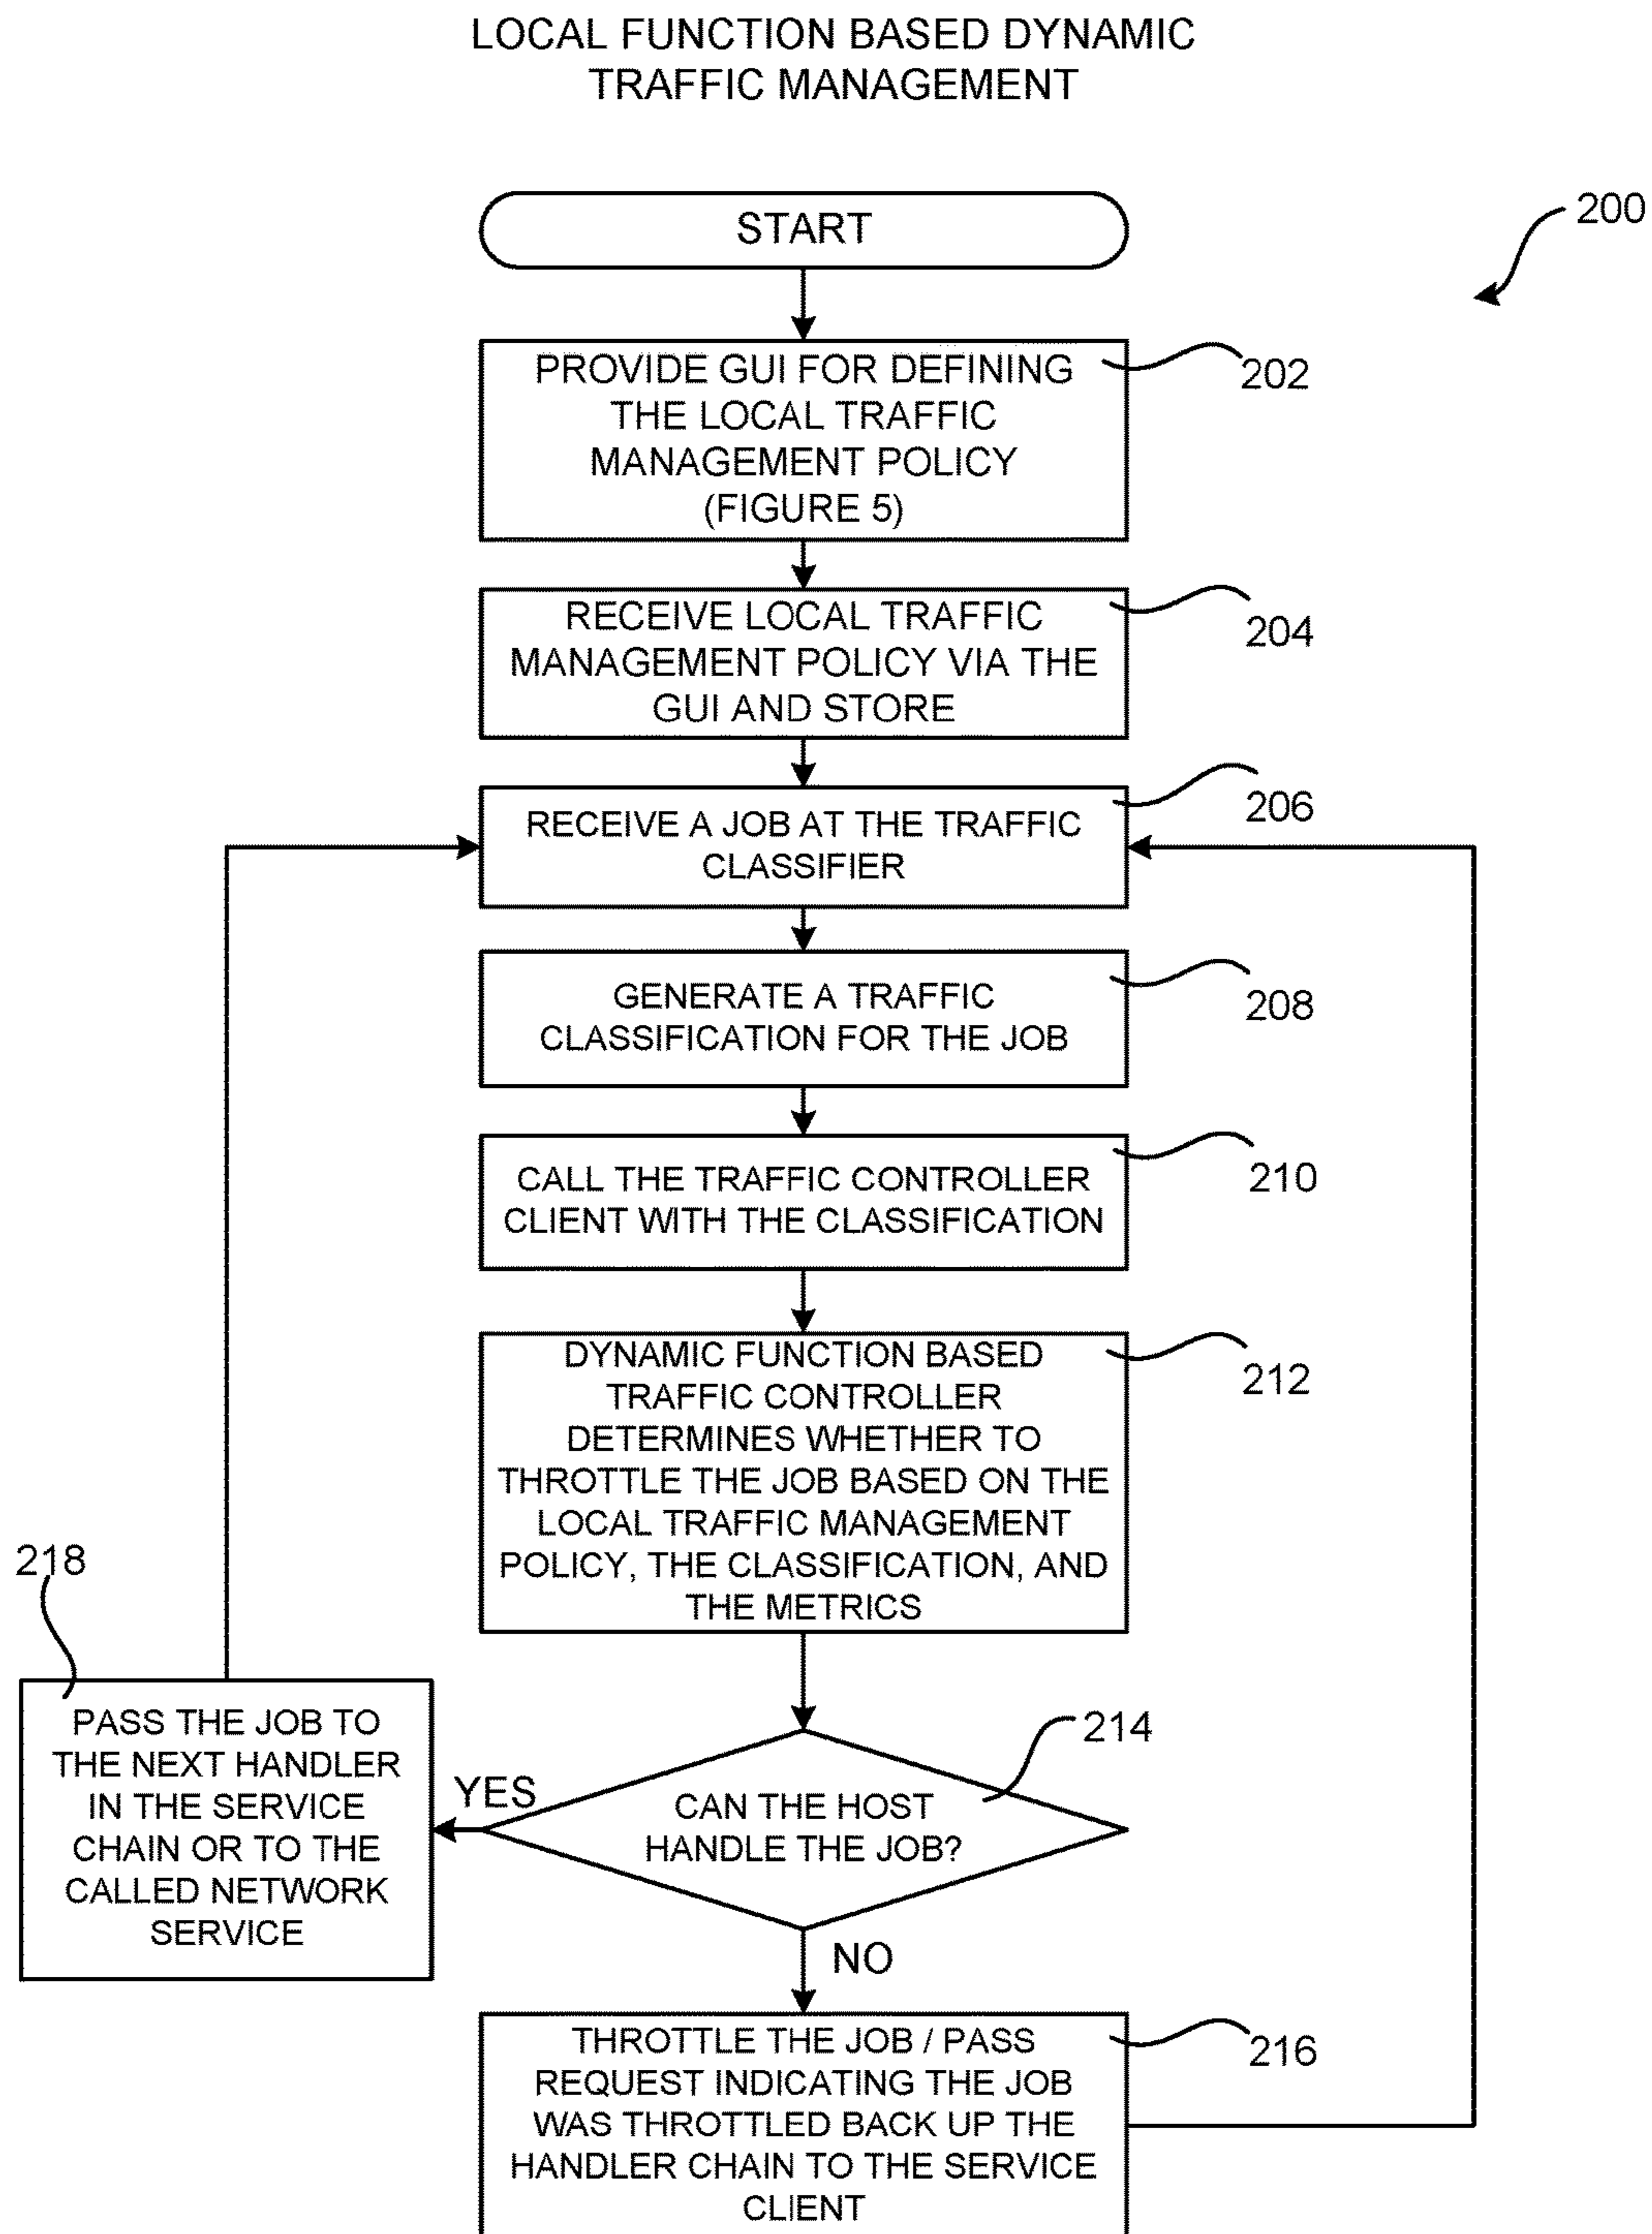 LOCAL FUNCTION BASED DYNAMIC
TRAFFIC MANAGEMENT
START
200
PROVIDE GUI FOR DEFINING
THE LOCAL TRAFFIC
MANAGEMENT POLICY
(FIGURE 5)
202
RECEIVE LOCAL TRAFFIC
MANAGEMENT POLICY VIA THE
GUI AND STORE
204
RECEIVE A JOB AT THE TRAFFIC
CLASSIFIER
206
GENERATE A TRAFFIC
CLASSIFICATION FOR THE JOB
208
CALL THE TRAFFIC CONTROLLER
CLIENT WITH THE CLASSIFICATION
210
DYNAMIC FUNCTION BASED
TRAFFIC CONTROLLER
DETERMINES WHETHER TO
THROTTLE THE JOB BASED ON THE
LOCAL TRAFFIC MANAGEMENT
POLICY, THE CLASSIFICATION, AND
THE METRICS
212
218
PASS THE JOB TO
THE NEXT HANDLER
IN THE SERVICE
CHAIN OR TO THE
CALLED NETWORK
SERVICE
YES
CAN THE HOST
HANDLE THE JOB?
214
NO
THROTTLE THE JOB / PASS
REQUEST INDICATING THE JOB
WAS THROTTLED BACK UP THE
HANDLER CHAIN TO THE SERVICE
CLIENT
216